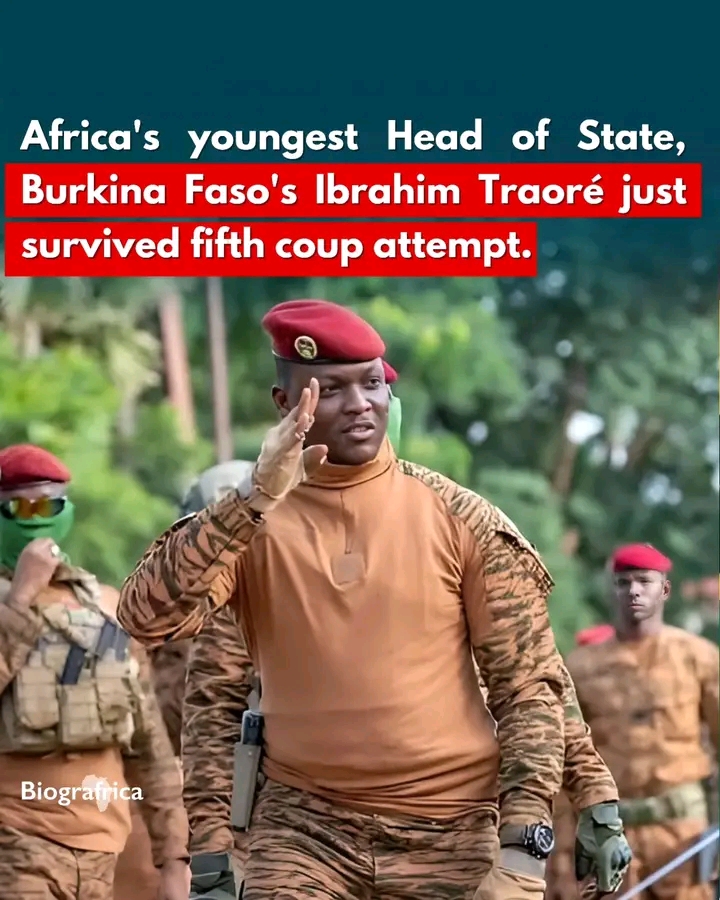 Africa's youngest Head of State,
Burkina Faso's Ibrahim Traoré just
survived fifth coup attempt.
Biografrica